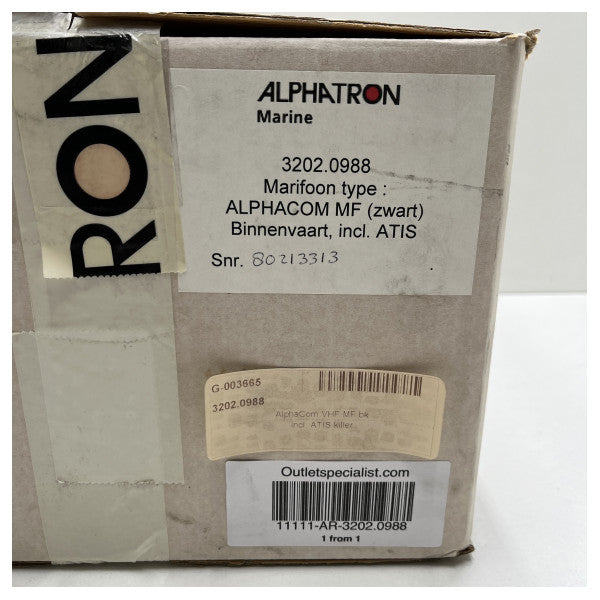 RON
ALPHATRON
Marine
3202.0988
Marifoon type :
ALPHACOM MF (zwart)
Binnenvaart, incl. ATIS
Snr. 80213313
G-003665
3202.0988
AlphaCom VHF MF bk
incl. ATIS killer
Outletspecialist.com
11111-AR-3202.0988
1 from 1